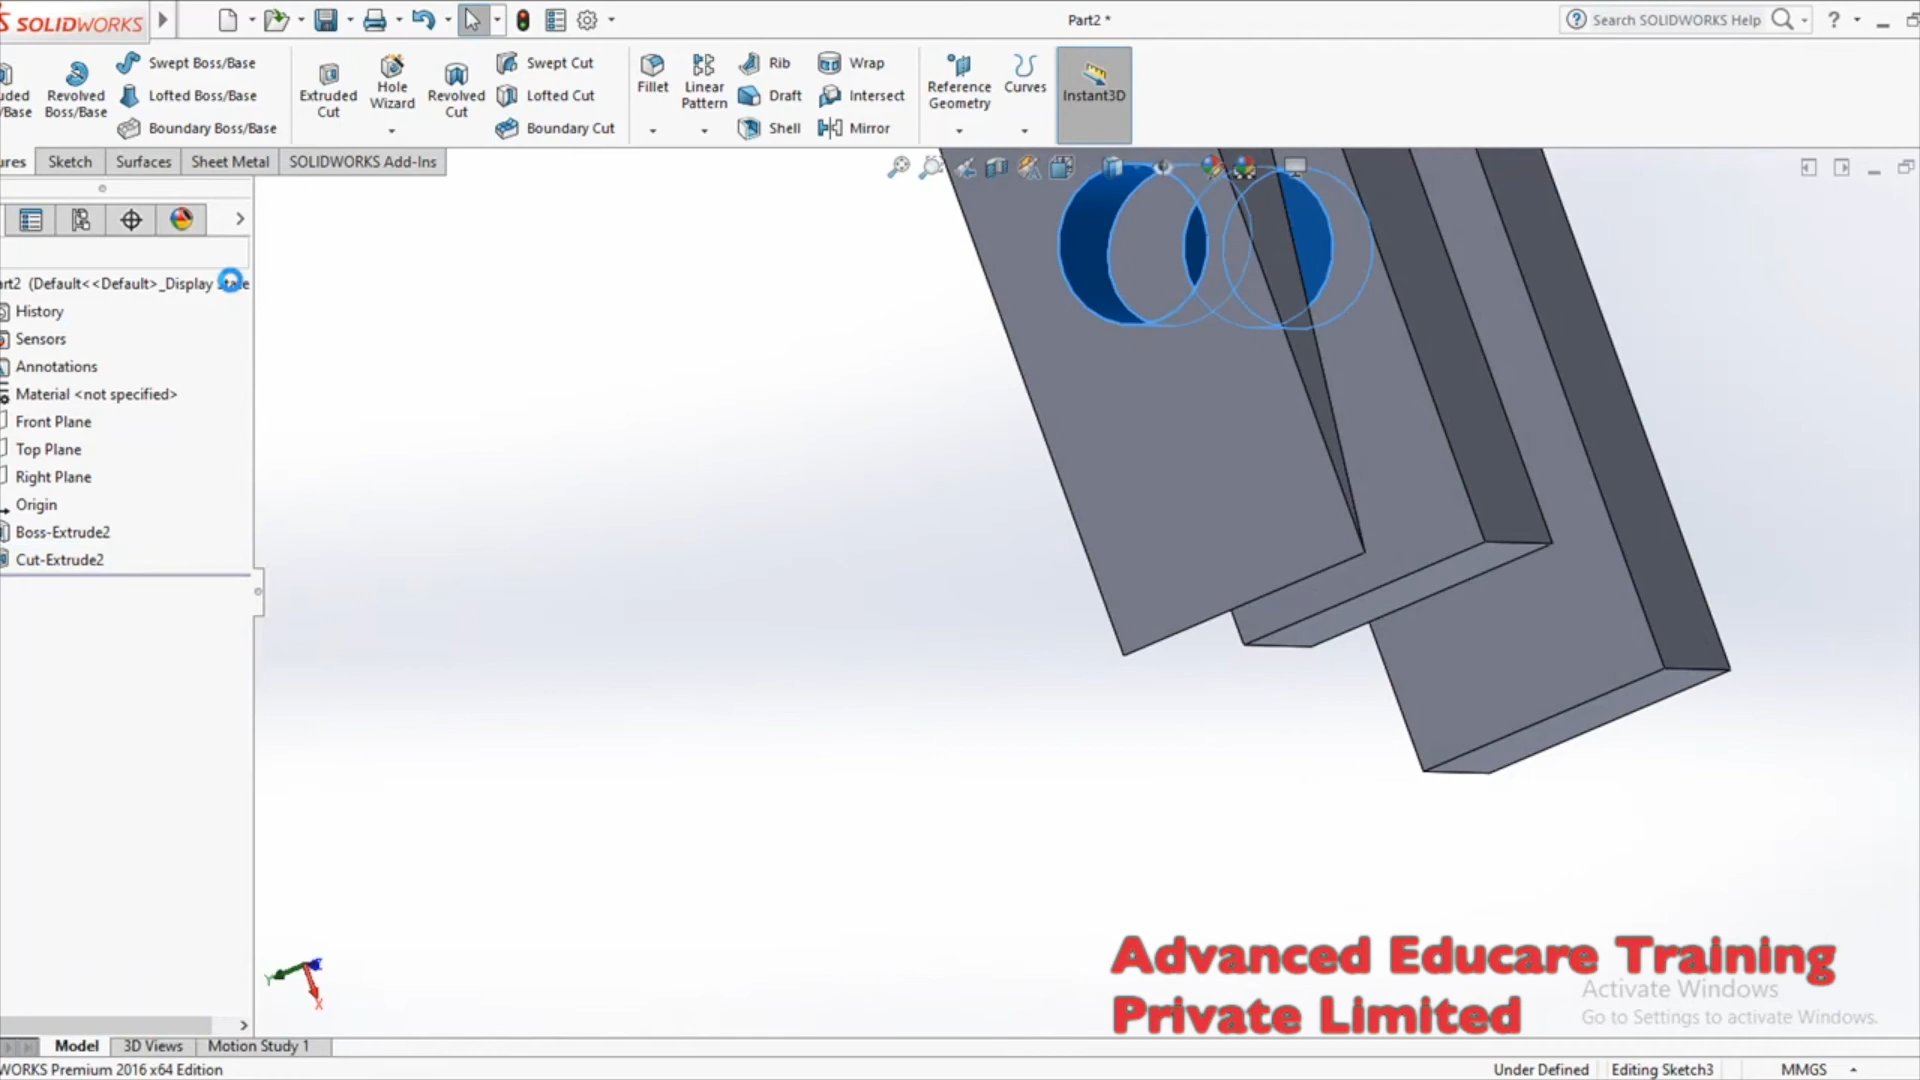 SOLIDWORKS
Part2 *
Search SOLIDWORKS Help
?
Swept Boss/Base
Lofted Boss/Base
Boundary Boss/Base
Revolved
Boss/Base
Extruded
Cut
Hole
Wizard
Revolved
Cut
Swept Cut
Lofted Cut
Boundary Cut
Fillet
Linear
Pattern
Rib
Draft
Shell
Wrap
Intersect
Mirror
Reference
Geometry
Curves
Instant3D
ures
Sketch
Surfaces
Sheet Metal
SOLIDWORKS Add-Ins
art2 (Default<<Default>_Display State
History
Sensors
Annotations
Material <not specified>
Front Plane
Top Plane
Right Plane
Origin
Boss-Extrude2
Cut-Extrude2
Y
X
Advanced Educare Training
Private Limited
Activate Windows
Go to Settings to activate Windows.
Model
3D Views
Motion Study 1
WORKS Premium 2016 x64 Edition
Under Defined
Editing Sketch3
MMGS